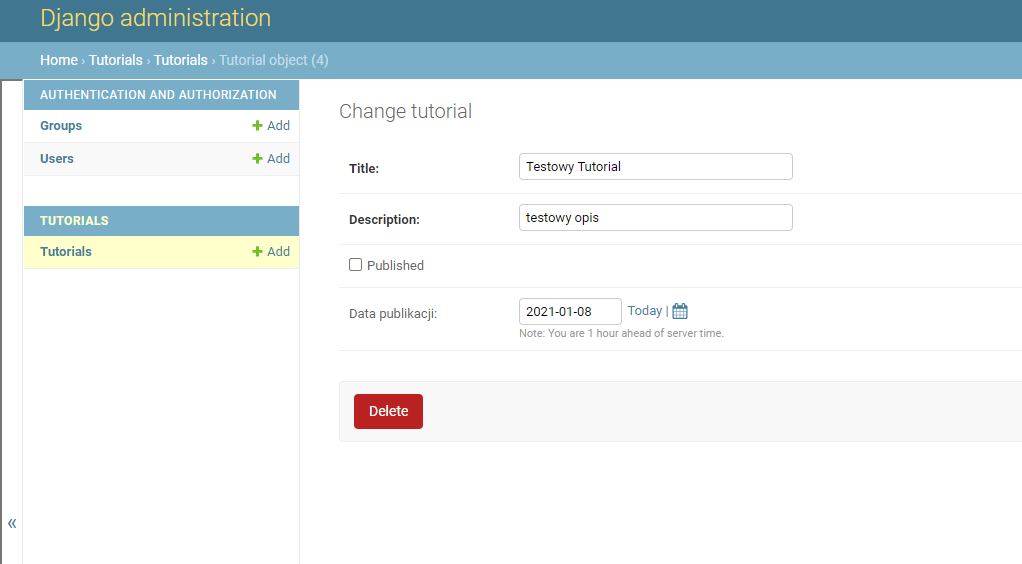 Django administration
Home › Tutorials › Tutorials › Tutorial object (4)
AUTHENTICATION AND AUTHORIZATION
Groups + Add
Users + Add
TUTORIALS
Tutorials + Add
«
Change tutorial
Title: Testowy Tutorial
Description: testowy opis
Published
Data publikacji: 2021-01-08 Today |
Note: You are 1 hour ahead of server time.
Delete